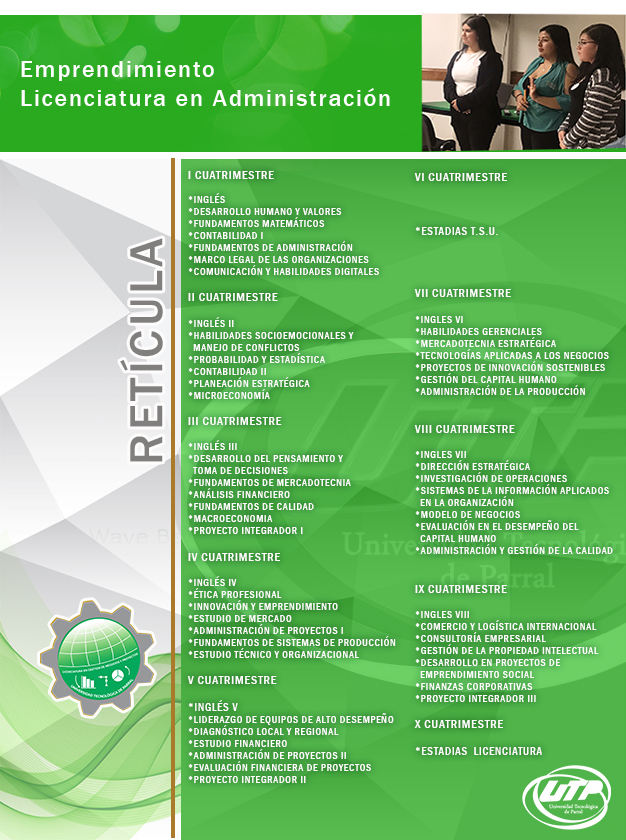 Emprendimiento
Licenciatura en Administración
RETÍCULA
I CUATRIMESTRE
*INGLÉS
*DESARROLLO HUMANO Y VALORES
*FUNDAMENTOS MATEMÁTICOS
*CONTABILIDAD I
*FUNDAMENTOS DE ADMINISTRACIÓN
*MARCO LEGAL DE LAS ORGANIZACIONES
*COMUNICACIÓN Y HABILIDADES DIGITALES
II CUATRIMESTRE
*INGLÉS II
*HABILIDADES SOCIOEMOCIONALES Y
MANEJO DE CONFLICTOS
*PROBABILIDAD Y ESTADÍSTICA
*CONTABILIDAD II
*PLANEACIÓN ESTRATÉGICA
*MICROECONOMÍA
III CUATRIMESTRE
*INGLÉS III
*DESARROLLO DEL PENSAMIENTO Y
TOMA DE DECISIONES
*FUNDAMENTOS DE MERCADOTECNIA
*ANÁLISIS FINANCIERO
*FUNDAMENTOS DE CALIDAD
*MACROECONOMIA
*PROYECTO INTEGRADOR I
IV CUATRIMESTRE
*INGLÉS IV
*ÉTICA PROFESIONAL
*INNOVACIÓN Y EMPRENDIMIENTO
*ESTUDIO DE MERCADO
*ADMINISTRACIÓN DE PROYECTOS I
*FUNDAMENTOS DE SISTEMAS DE PRODUCCIÓN
*ESTUDIO TÉCNICO Y ORGANIZACIONAL
V CUATRIMESTRE
*INGLÉS V
*LIDERAZGO DE EQUIPOS DE ALTO DESEMPEÑO
*DIAGNÓSTICO LOCAL Y REGIONAL
*ESTUDIO FINANCIERO
*ADMINISTRACIÓN DE PROYECTOS II
*EVALUACIÓN FINANCIERA DE PROYECTOS
*PROYECTO INTEGRADOR II
VI CUATRIMESTRE
*ESTADIAS T.S.U.
VII CUATRIMESTRE
*INGLES VI
*HABILIDADES GERENCIALES
*MERCADOTECNIA ESTRATÉGICA
*TECNOLOGÍAS APLICADAS A LOS NEGOCIOS
*PROYECTOS DE INNOVACIÓN SOSTENIBLES
*GESTIÓN DEL CAPITAL HUMANO
*ADMINISTRACIÓN DE LA PRODUCCIÓN
VIII CUATRIMESTRE
*INGLES VII
*DIRECCIÓN ESTRATÉGICA
*INVESTIGACIÓN DE OPERACIONES
*SISTEMAS DE LA INFORMACIÓN APLICADOS
EN LA ORGANIZACIÓN
*MODELO DE NEGOCIOS
*EVALUACIÓN EN EL DESEMPEÑO DEL
CAPITAL HUMANO
*ADMINISTRACIÓN Y GESTIÓN DE LA CALIDAD
IX CUATRIMESTRE
*INGLES VIII
*COMERCIO Y LOGÍSTICA INTERNACIONAL
*CONSULTORÍA EMPRESARIAL
*GESTIÓN DE LA PROPIEDAD INTELECTUAL
*DESARROLLO EN PROYECTOS DE
EMPRENDIMIENTO SOCIAL
*FINANZAS CORPORATIVAS
*PROYECTO INTEGRADOR III
X CUATRIMESTRE
*ESTADIAS LICENCIATURA
Wave B
Universidad Tecnológi
de Parral
UNIVERSIDAD TECNOLÓGICA DE PARRAL
UTP
Universidad Tecnológica
de Parral